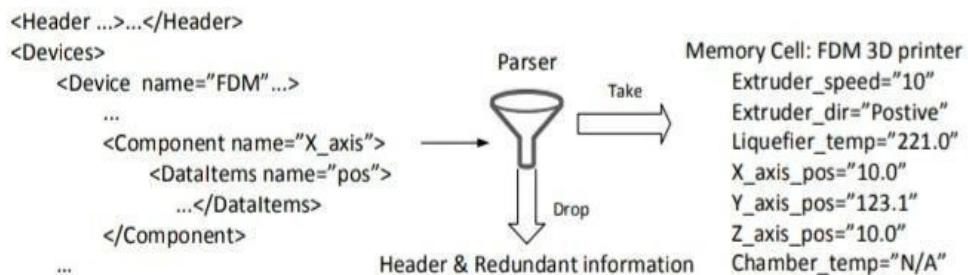 <Header ...>...</Header>
<Devices>
<Device name="FDM"...>
...
<Component name="X_axis">
<DataItems name="pos">
...</DataItems>
</Component>
...
Parser
Take
Drop
Header & Redundant information
Memory Cell: FDM 3D printer
Extruder_speed="10"
Extruder_dir="Postive"
Liquefier_temp="221.0"
X_axis_pos="10.0"
Y_axis_pos="123.1"
Z_axis_pos="10.0"
Chamber_temp="N/A"